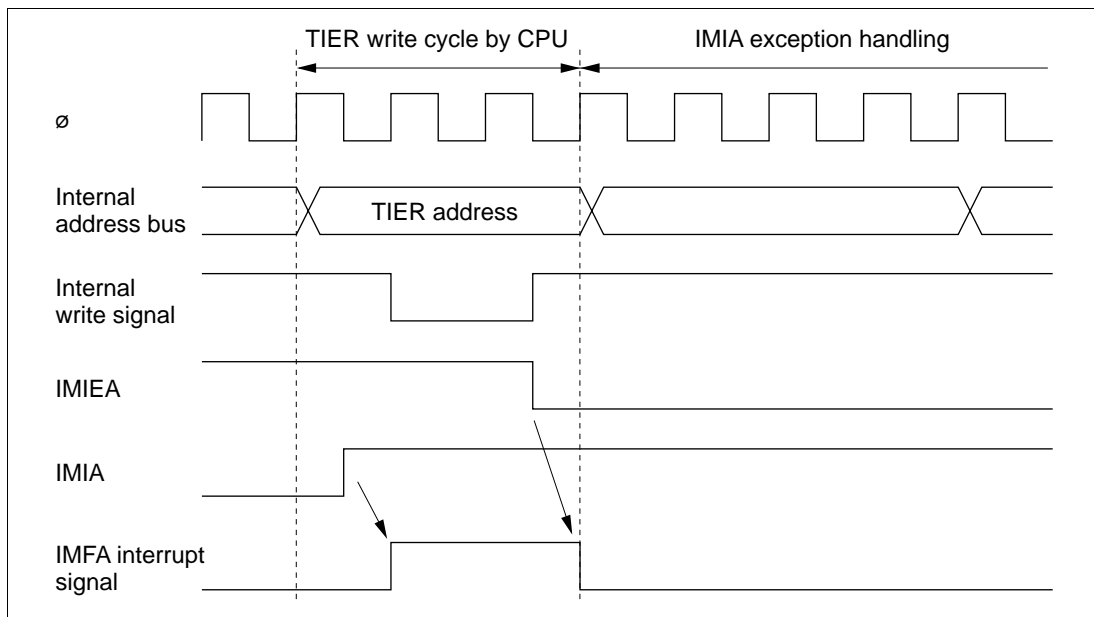 TIER write cycle by CPU
IMIA exception handling
ø
Internal
address bus
TIER address
Internal
write signal
IMIEA
IMIA
IMFA interrupt
signal